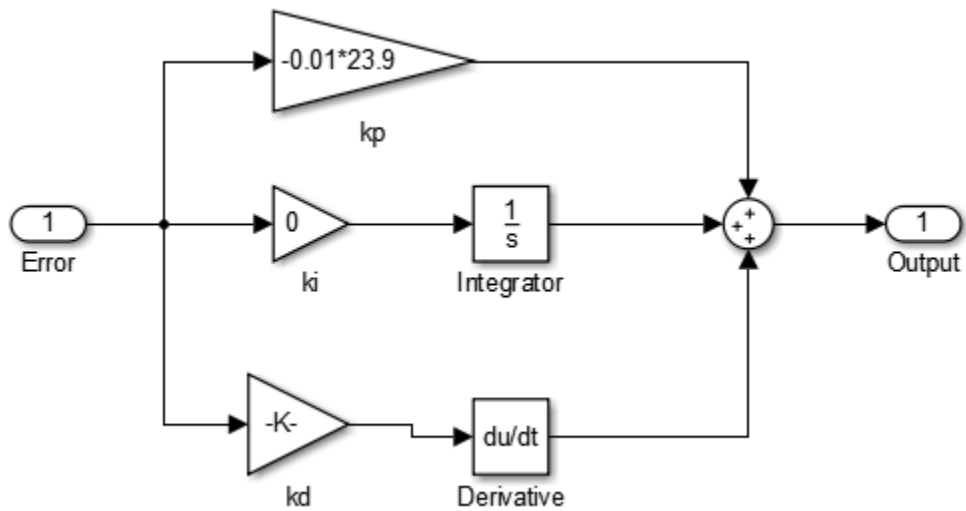 -0.01*23.9
kp
1
Error
0
ki
1
s
Integrator
+
+
+
1
Output
-K-
kd
du/dt
Derivative